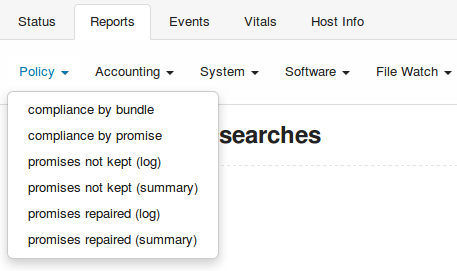 Status Reports Events Vitals Host Info
Policy Accounting System Software File Watch
compliance by bundle
compliance by promise
searches
promises not kept (log)
promises not kept (summary)
promises repaired (log)
promises repaired (summary)